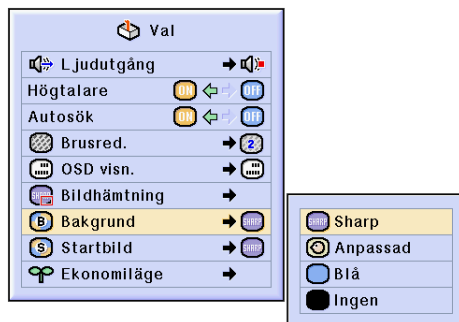 Val
Ljudutgång
Högtalare ON OFF
Autosök ON OFF
Brusred. 2
OSD visn.
SHARP Bildhämtning
B Bakgrund SHARP
S Startbild SHARP
Ekonomiläge
SHARP Sharp
Anpassad
Blå
Ingen